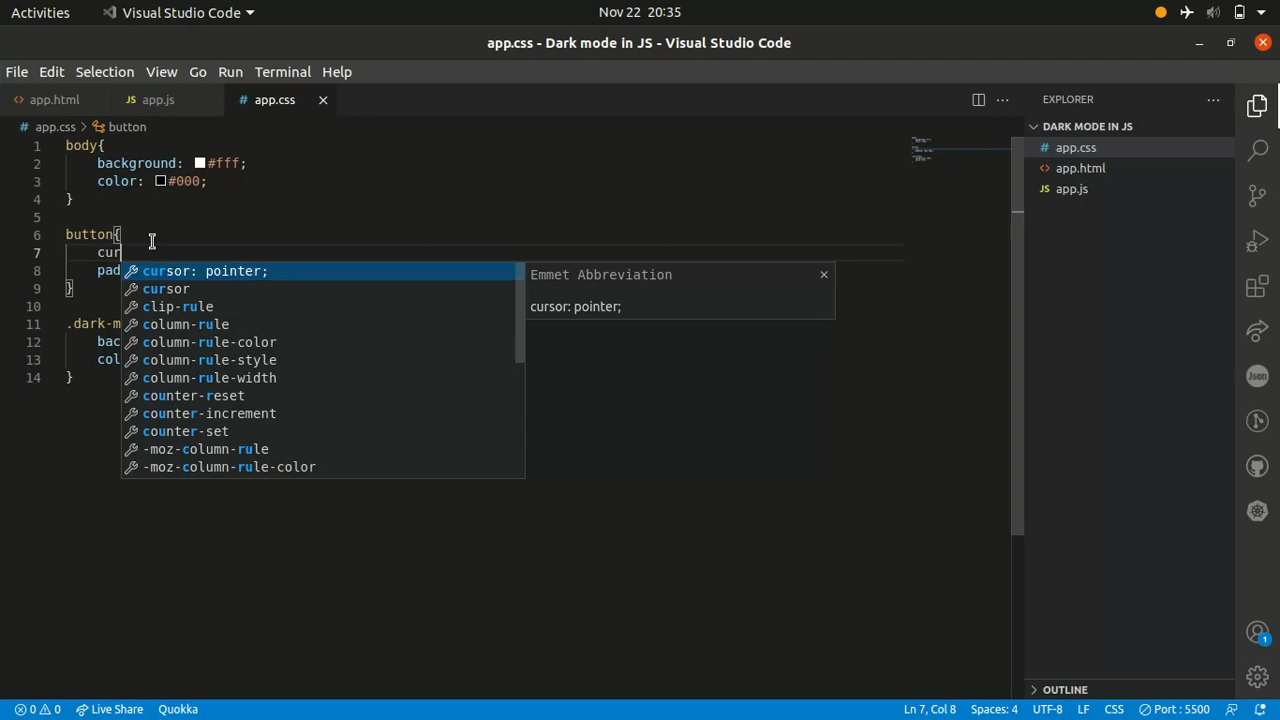 Activities Visual Studio Code Nov 22 20:35
app.css - Dark mode in JS - Visual Studio Code
File Edit Selection View Go Run Terminal Help
app.html JS app.js # app.css EXPLORER
# app.css > button
DARK MODE IN JS
# app.css
app.html
JS app.js
1 body{
2 background: #fff;
3 color: #000;
4 }
5
6 button{
7 cur
8 pad
9 }
10
11 .dark-m
12 bac
13 col
14 }
cursor: pointer;
cursor
clip-rule
column-rule
column-rule-color
column-rule-style
column-rule-width
counter-reset
counter-increment
counter-set
-moz-column-rule
-moz-column-rule-color
Emmet Abbreviation
cursor: pointer;
Json
1
OUTLINE
0 0 Live Share Quokka Ln 7, Col 8 Spaces: 4 UTF-8 LF CSS Port : 5500